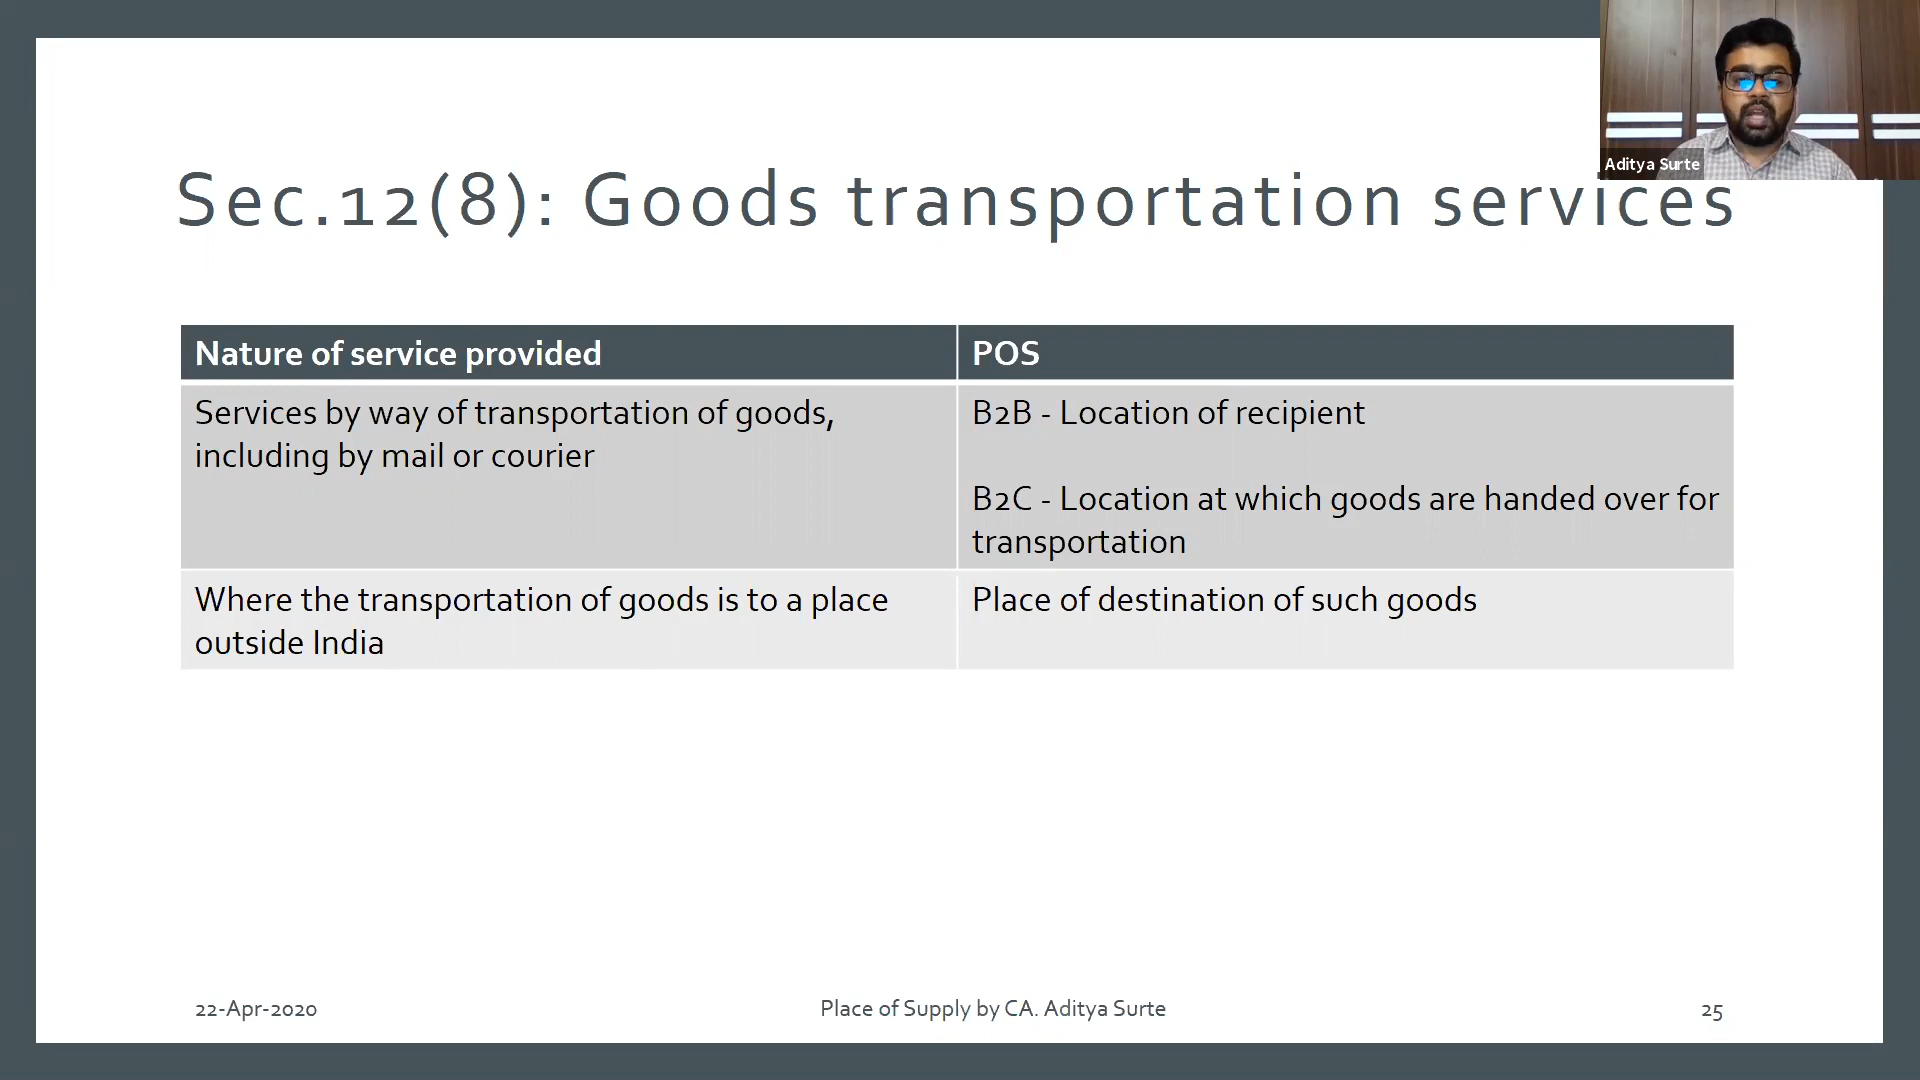 Aditya Surte
Sec.12(8): Goods transportation services
Nature of service provided
POS
Services by way of transportation of goods,
including by mail or courier
B2B - Location of recipient
B2C - Location at which goods are handed over for
transportation
Where the transportation of goods is to a place
outside India
Place of destination of such goods
22-Apr-2020
Place of Supply by CA. Aditya Surte
25